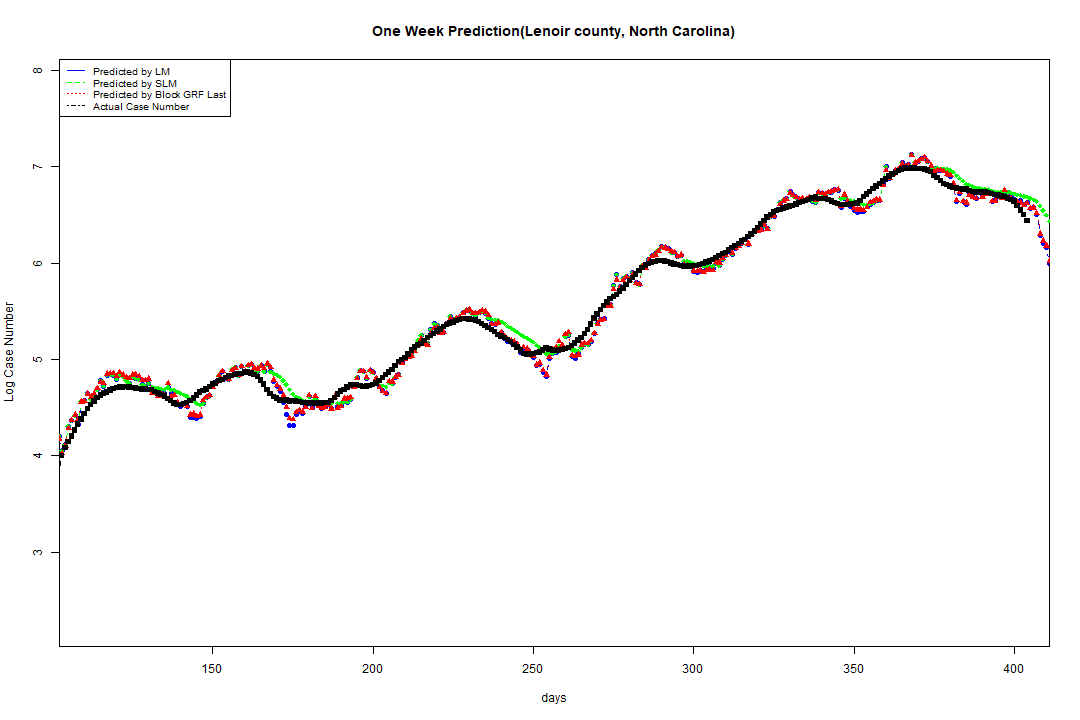 One Week Prediction(Lenoir county, North Carolina)
Predicted by LM
Predicted by SLM
Predicted by Block GRF Last
Actual Case Number
8
7
6
5
4
3
Log Case Number
150 200 250 300 350 400
days